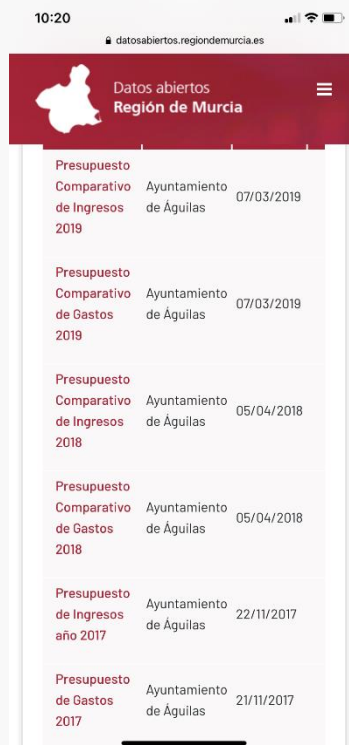 10:20
datosabiertos.regiondemurcia.es
Datos abiertos
Región de Murcia
Presupuesto
Comparativo
de Ingresos
2019
Ayuntamiento
de Águilas
07/03/2019
Presupuesto
Comparativo
de Gastos
2019
Ayuntamiento
de Águilas
07/03/2019
Presupuesto
Comparativo
de Ingresos
2018
Ayuntamiento
de Águilas
05/04/2018
Presupuesto
Comparativo
de Gastos
2018
Ayuntamiento
de Águilas
05/04/2018
Presupuesto
de Ingresos
año 2017
Ayuntamiento
de Águilas
22/11/2017
Presupuesto
de Gastos
2017
Ayuntamiento
de Águilas
21/11/2017